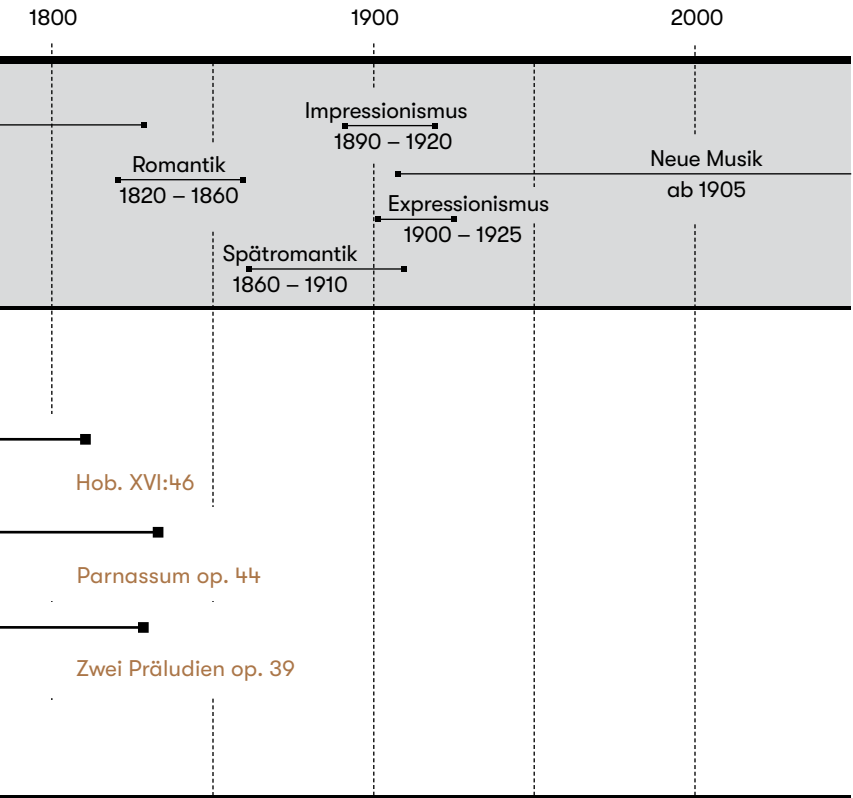 1800
1900
2000
Impressionismus
1890 – 1920
Romantik
1820 – 1860
Neue Musik
ab 1905
Expressionismus
1900 – 1925
Spätromantik
1860 – 1910
Hob. XVI:46
Parnassum op. 44
Zwei Präludien op. 39